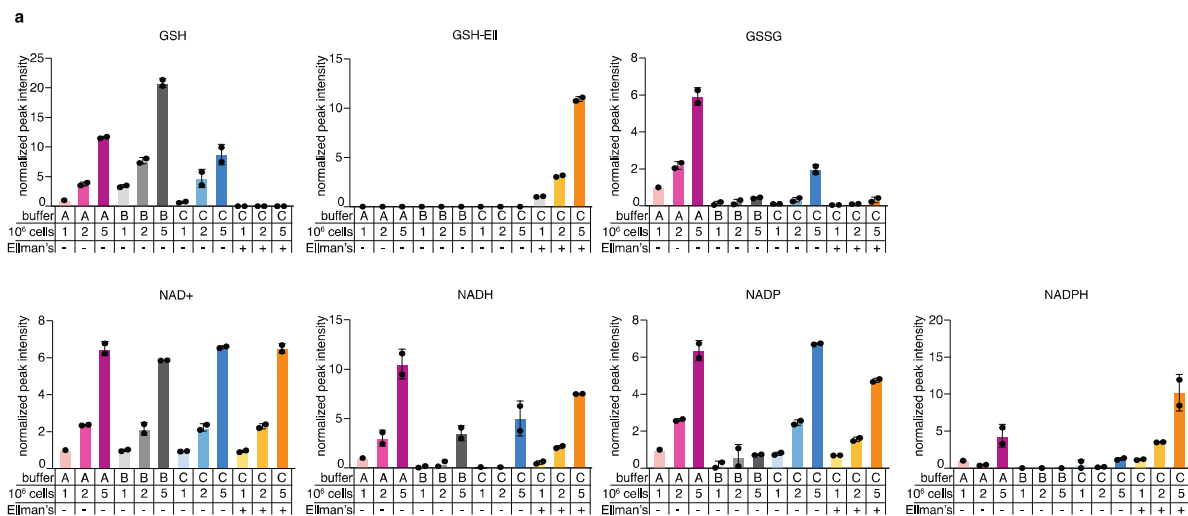 a
GSH
GSH-Ell
GSSG
normalized peak intensity
25
20
15
10
5
0
normalized peak intensity
15
10
5
0
normalized peak intensity
8
6
4
2
0
buffer A A A B B B C C C C C C
10⁶ cells 1 2 5 1 2 5 1 2 5 1 2 5
Ellman's - - - - - - - - - + + +
buffer A A A B B B C C C C C C
10⁶ cells 1 2 5 1 2 5 1 2 5 1 2 5
Ellman's - - - - - - - - - + + +
buffer A A A B B B C C C C C C
10⁶ cells 1 2 5 1 2 5 1 2 5 1 2 5
Ellman's - - - - - - - - - + + +
NAD+
NADH
NADP
NADPH
normalized peak intensity
8
6
4
2
0
normalized peak intensity
15
10
5
0
normalized peak intensity
8
6
4
2
0
normalized peak intensity
20
15
10
5
0
buffer A A A B B B C C C C C C
10⁶ cells 1 2 5 1 2 5 1 2 5 1 2 5
Ellman's - - - - - - - - - + + +
buffer A A A B B B C C C C C C
10⁶ cells 1 2 5 1 2 5 1 2 5 1 2 5
Ellman's - - - - - - - - - + + +
buffer A A A B B B C C C C C C
10⁶ cells 1 2 5 1 2 5 1 2 5 1 2 5
Ellman's - - - - - - - - - + + +
buffer A A A B B B C C C C C C
10⁶ cells 1 2 5 1 2 5 1 2 5 1 2 5
Ellman's - - - - - - - - - + + +